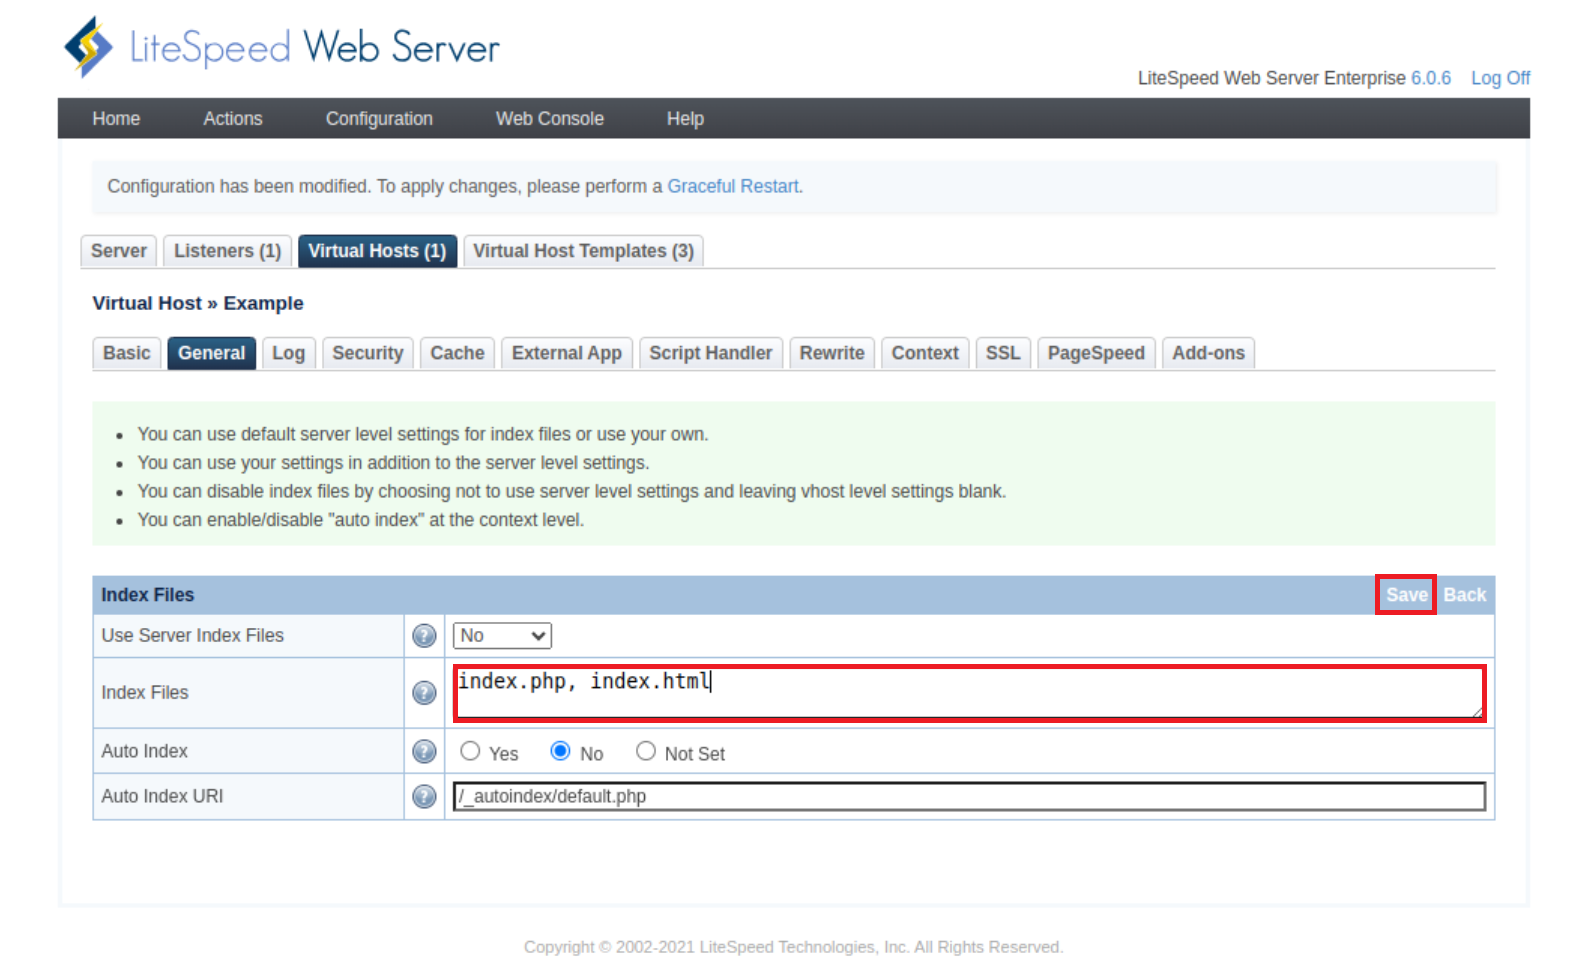 LiteSpeed Web Server
LiteSpeed Web Server Enterprise 6.0.6 Log Off
Home Actions Configuration Web Console Help
Configuration has been modified. To apply changes, please perform a Graceful Restart.
Server Listeners (1) Virtual Hosts (1) Virtual Host Templates (3)
Virtual Host » Example
Basic General Log Security Cache External App Script Handler Rewrite Context SSL PageSpeed Add-ons
• You can use default server level settings for index files or use your own.
• You can use your settings in addition to the server level settings.
• You can disable index files by choosing not to use server level settings and leaving vhost level settings blank.
• You can enable/disable "auto index" at the context level.
Index Files Save Back
Use Server Index Files ? No
Index Files ? index.php, index.html
Auto Index ? Yes No Not Set
Auto Index URI ? /_autoindex/default.php
Copyright © 2002-2021 LiteSpeed Technologies, Inc. All Rights Reserved.